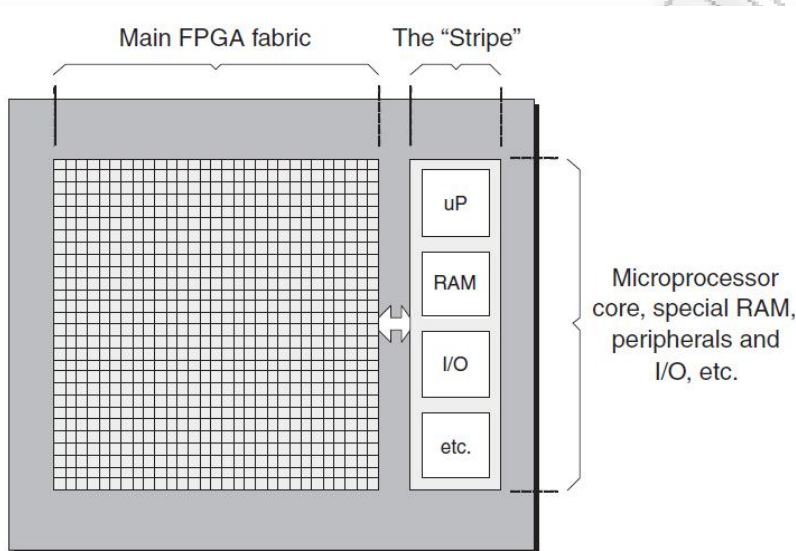 Main FPGA fabric
The “Stripe”
uP
RAM
I/O
etc.
Microprocessor
core, special RAM,
peripherals and
I/O, etc.